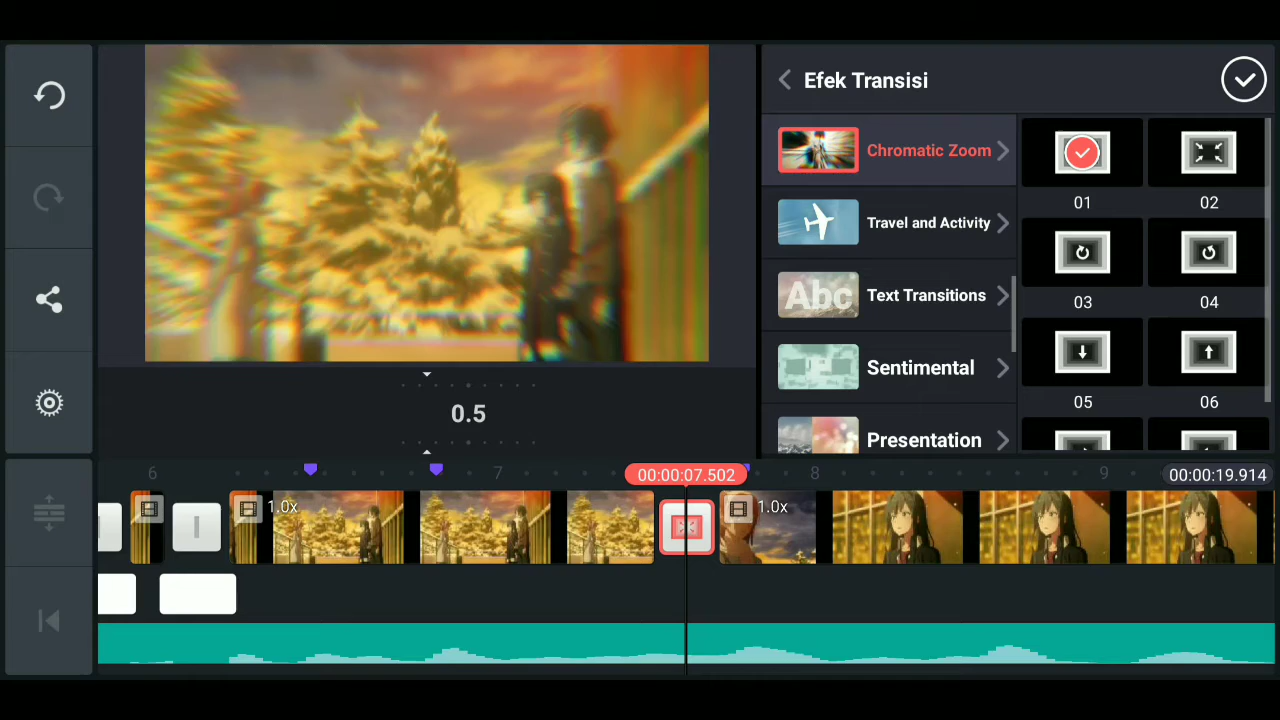 Efek Transisi
Chromatic Zoom
Travel and Activity
Abc
Text Transitions
Sentimental
Presentation
01
02
03
04
05
06
0.5
6
7
00:00:07.502
8
9
00:00:19.914
1.0x
1.0x